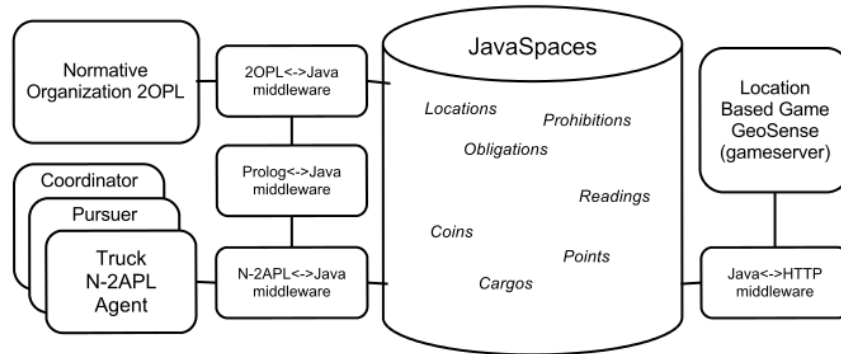 Normative
Organization 2OPL
2OPL<->Java
middleware
JavaSpaces
Location
Based Game
GeoSense
(gameserver)
Locations
Prohibitions
Obligations
Prolog<->Java
middleware
Readings
Coordinator
Pursuer
Truck
N-2APL
Agent
N-2APL<->Java
middleware
Coins
Points
Cargos
Java<->HTTP
middleware